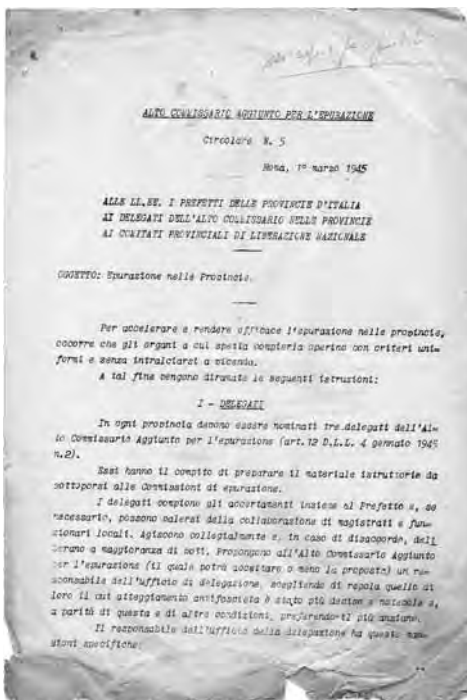 ALTO COMMISSARIO AGGIUNTO PER L'EPURAZIONE
Circolare N. 5
Roma, 1° marzo 1945
ALLE LL.EE. I PREFETTI DELLE PROVINCIE D'ITALIA
AI DELEGATI DELL'ALTO COMMISSARIO NELLE PROVINCIE
AI COMITATI PROVINCIALI DI LIBERAZIONE NAZIONALE
OGGETTO: Epurazione nelle Provincie.
Per accelerare e rendere efficace l'epurazione nelle provincie,
occorre che gli organi a cui spetta compierla operino con criteri uni-
formi e senza intralciarsi a vicenda.
A tal fine vengono diramate le seguenti istruzioni:
I - DELEGATI
In ogni provincia devono essere nominati tre delegati dell'Al-
to Commissario Aggiunto per l'epurazione (art.12 D.L.L. 4 gennaio 1945
n.2).
Essi hanno il compito di preparare il materiale istruttorio da
sottoporsi alle Commissioni di epurazione.
I delegati compiono gli accertamenti insieme al Prefetto e, se
necessario, possono valersi della collaborazione di magistrati e fun-
zionari locali. Agiscono collegialmente e, in caso di disaccordo, deli
berano a maggioranza di voti. Propongono all'Alto Commissario Aggiunto
per l'epurazione (il quale potrà accettare o meno la proposta) un re-
sponsabile dell'ufficio di delegazione, scegliendo di regola quello di
loro il cui atteggiamento antifascista è stato più deciso e notevole e,
a parità di questa e di altre condizioni, preferendo il più anziano.
Il responsabile dell'ufficio della delegazione ha queste man-
sioni specifiche: